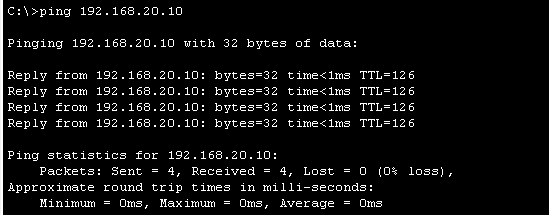 C:\>ping 192.168.20.10
Pinging 192.168.20.10 with 32 bytes of data:
Reply from 192.168.20.10: bytes=32 time<1ms TTL=126
Reply from 192.168.20.10: bytes=32 time<1ms TTL=126
Reply from 192.168.20.10: bytes=32 time<1ms TTL=126
Reply from 192.168.20.10: bytes=32 time<1ms TTL=126
Ping statistics for 192.168.20.10:
Packets: Sent = 4, Received = 4, Lost = 0 (0% loss),
Approximate round trip times in milli-seconds:
Minimum = 0ms, Maximum = 0ms, Average = 0ms